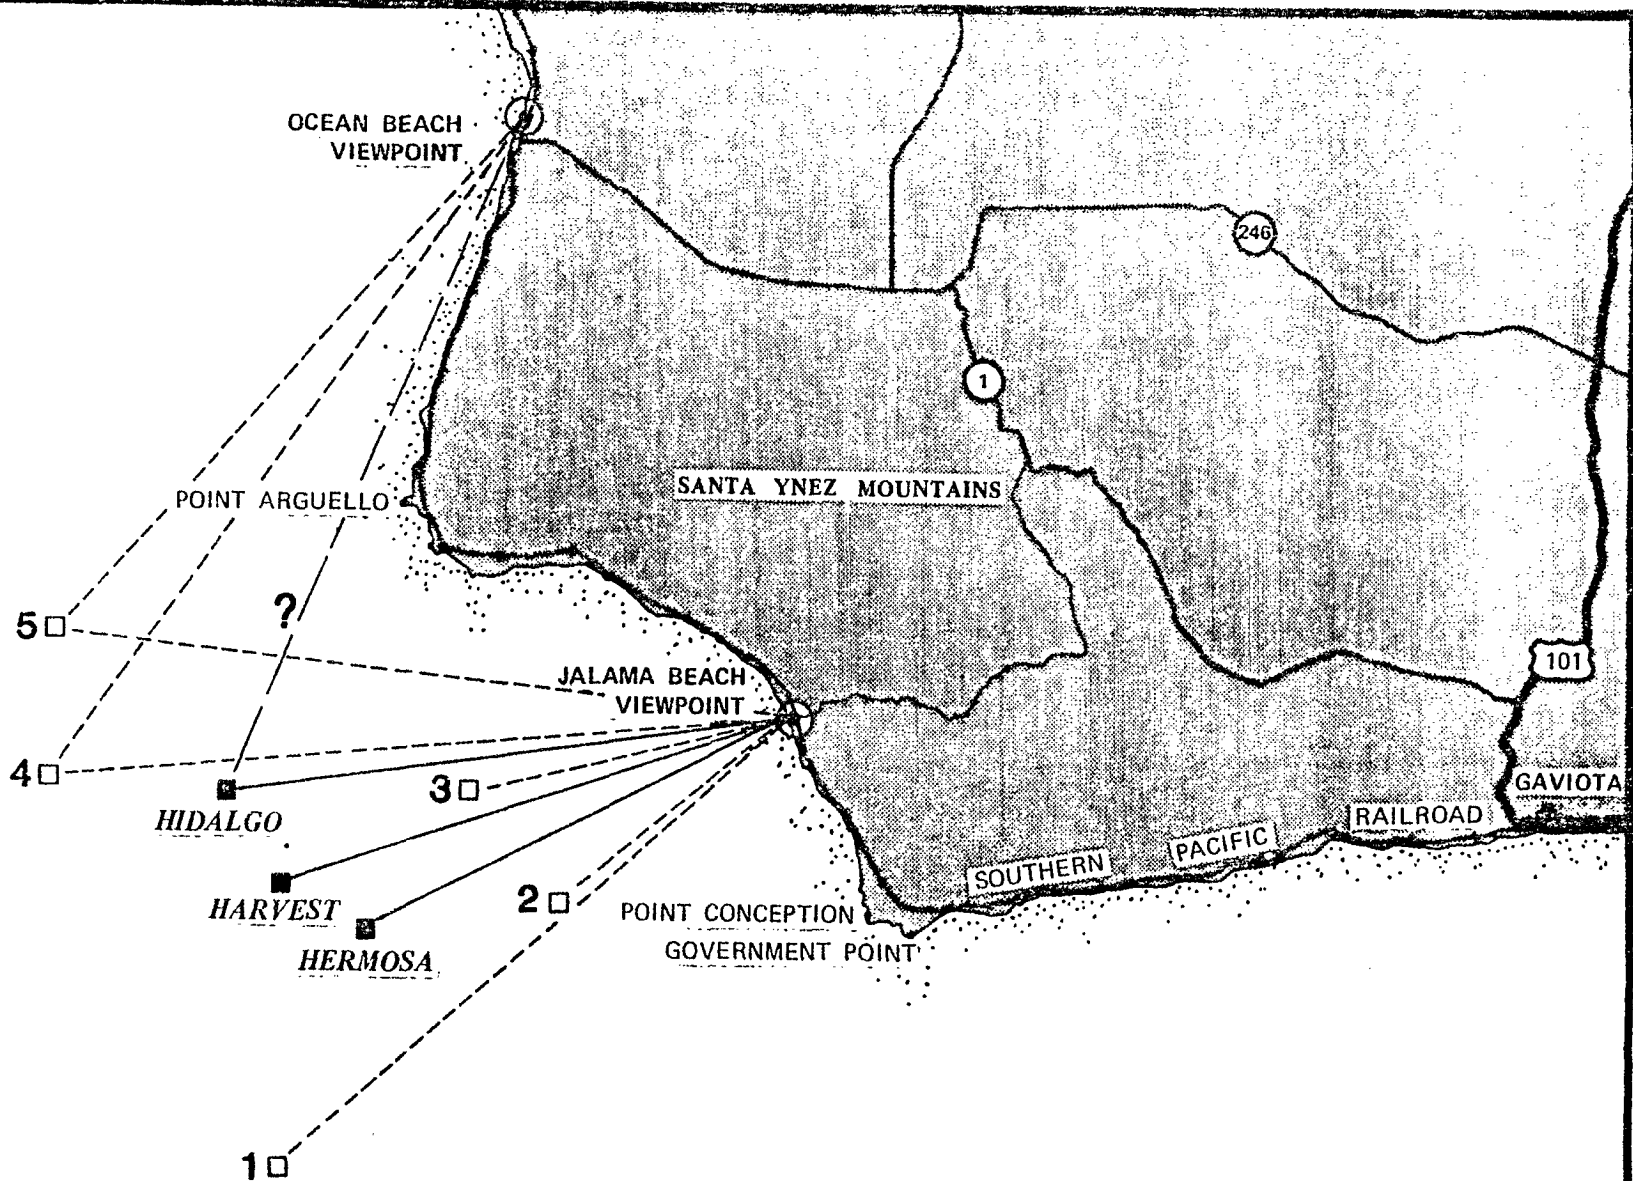 OCEAN BEACH
VIEWPOINT
246
1
SANTA YNEZ MOUNTAINS
POINT ARGUELLO
?
5
101
JALAMA BEACH
VIEWPOINT
4
3
HIDALGO
GAVIOTA
RAILROAD
PACIFIC
SOUTHERN
HARVEST
2
POINT CONCEPTION
GOVERNMENT POINT
HERMOSA
1